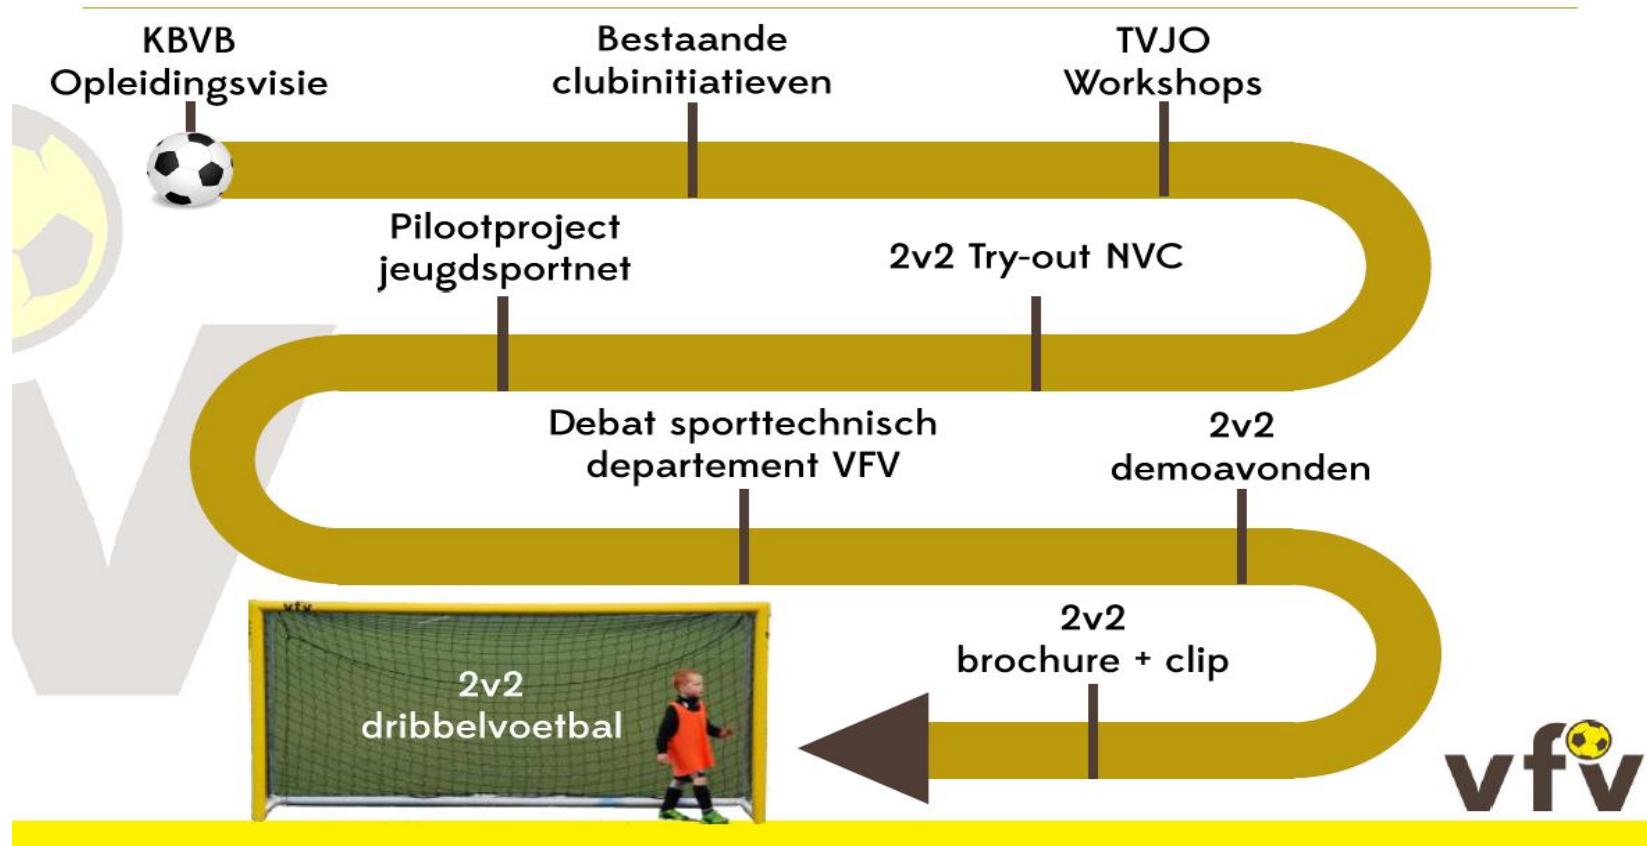 KBVB
Opleidingsvisie
Bestaande
clubinitiatieven
TVJO
Workshops
Pilootproject
jeugdsportnet
2v2 Try-out NVC
Debat sporttechnisch
departement VFV
2v2
demoavonden
2v2
brochure + clip
vfv
2v2
dribbelvoetbal
vfv